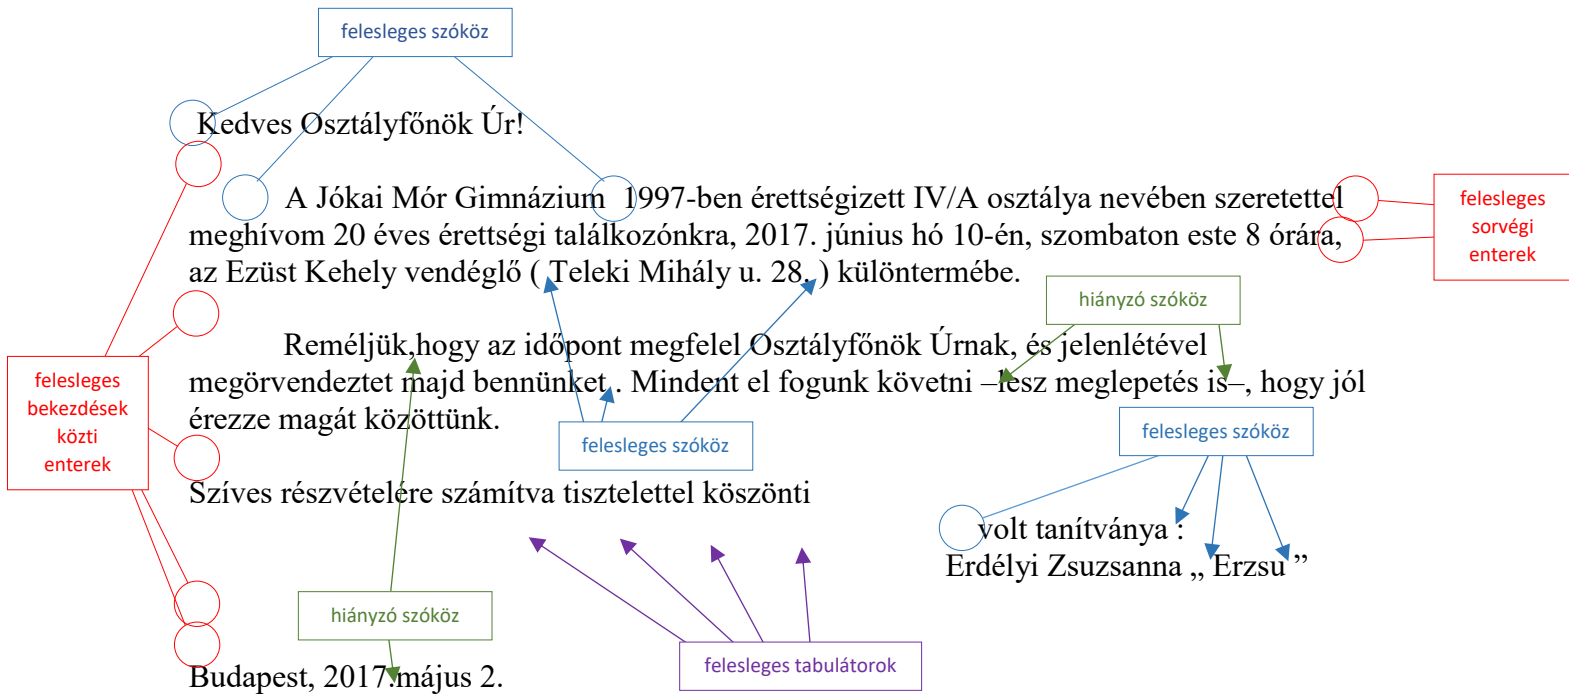 felesleges szóköz
Kedves Osztályfőnök Úr!
A Jókai Mór Gimnázium  1997-ben érettségizett IV/A osztálya nevében szeretettel
meghívom 20 éves érettségi találkozónkra, 2017. június hó 10-én, szombaton este 8 órára,
az Ezüst Kehely vendéglő ( Teleki Mihály u. 28. ) különtermébe.
felesleges
sorvégi
enterek
hiányzó szóköz
Reméljük,hogy az időpont megfelel Osztályfőnök Úrnak, és jelenlétével
megörvendeztet majd bennünket . Mindent el fogunk követni –lesz meglepetés is–, hogy jól
érezze magát közöttünk.
felesleges
bekezdések
közti
enterek
felesleges szóköz
felesleges szóköz
Szíves részvételére számítva tisztelettel köszönti
volt tanítványa :
Erdélyi Zsuzsanna „ Erzsu ”
hiányzó szóköz
felesleges tabulátorok
Budapest, 2017.május 2.